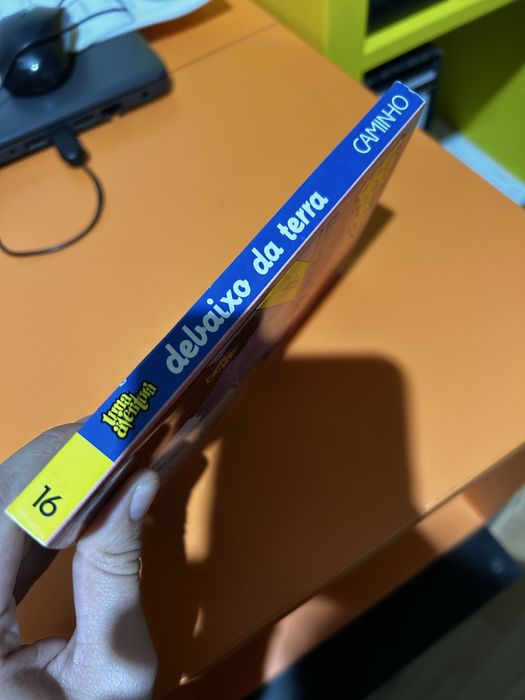 16
uma
aventura
debaixo da terra
CAMINHO